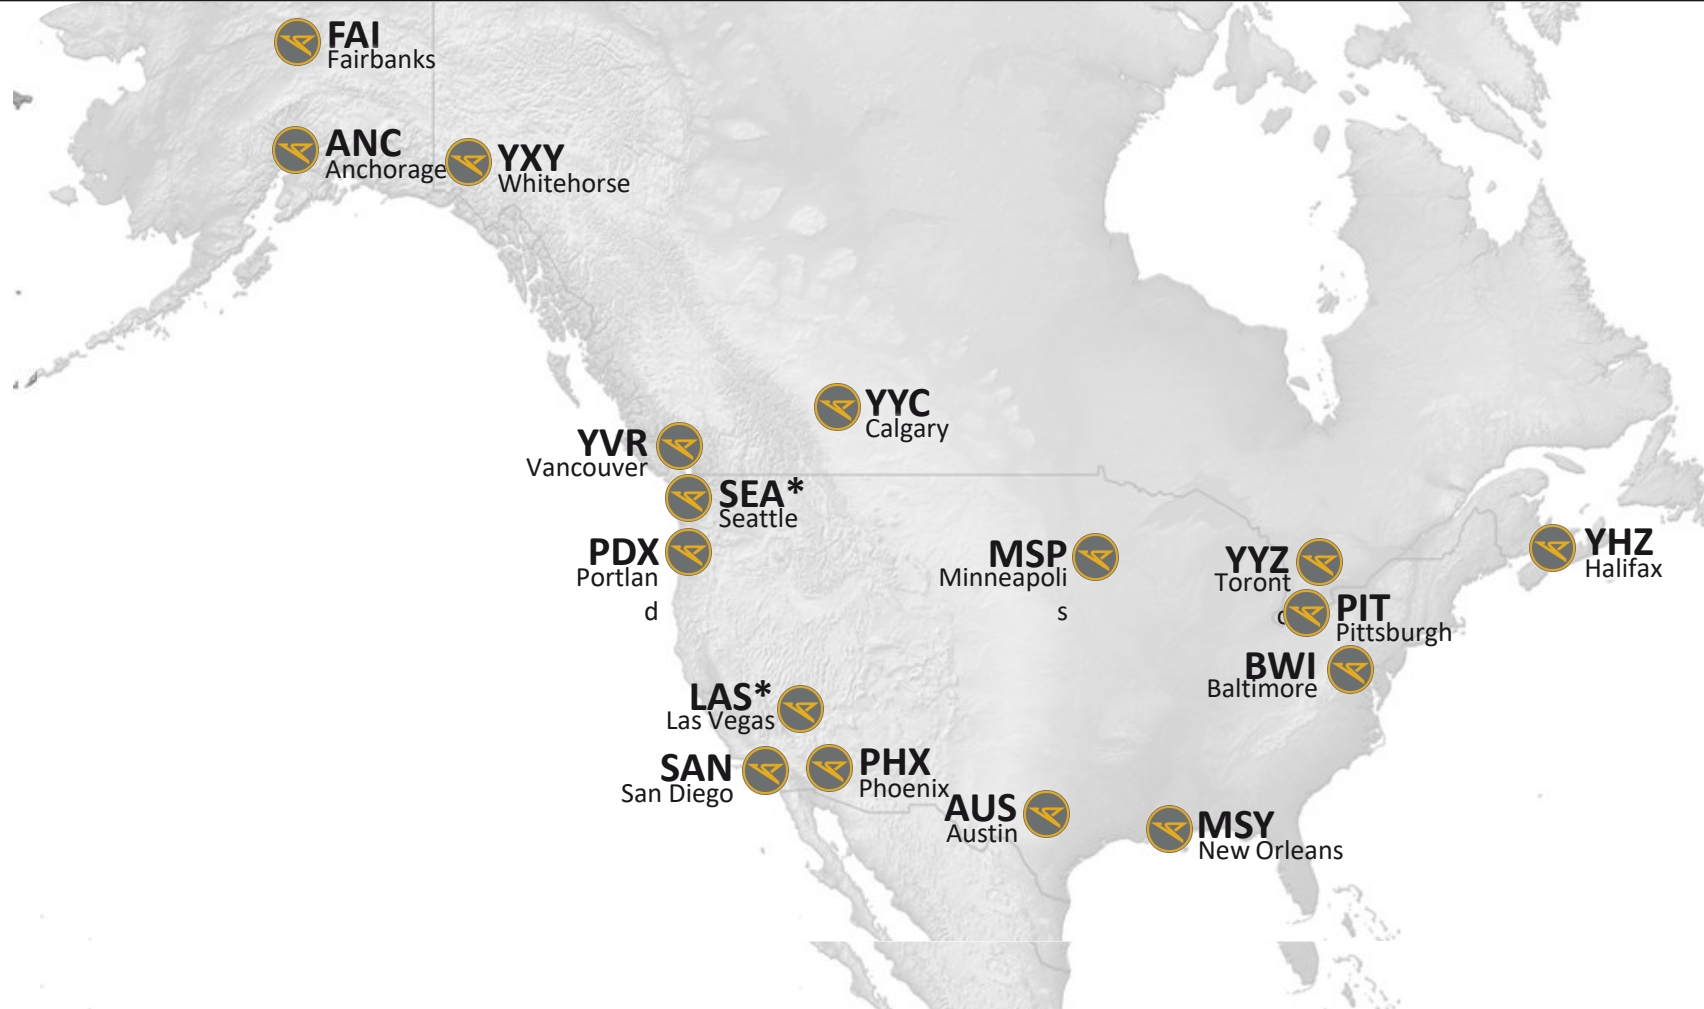 FAI
Fairbanks
ANC
Anchorage
YXY
Whitehorse
YYC
Calgary
YVR
Vancouver
SEA*
Seattle
PDX
Portlan
d
MSP
Minneapoli
s
YYZ
Toront
o
YHZ
Halifax
PIT
Pittsburgh
BWI
Baltimore
LAS*
Las Vegas
SAN
San Diego
PHX
Phoenix
AUS
Austin
MSY
New Orleans